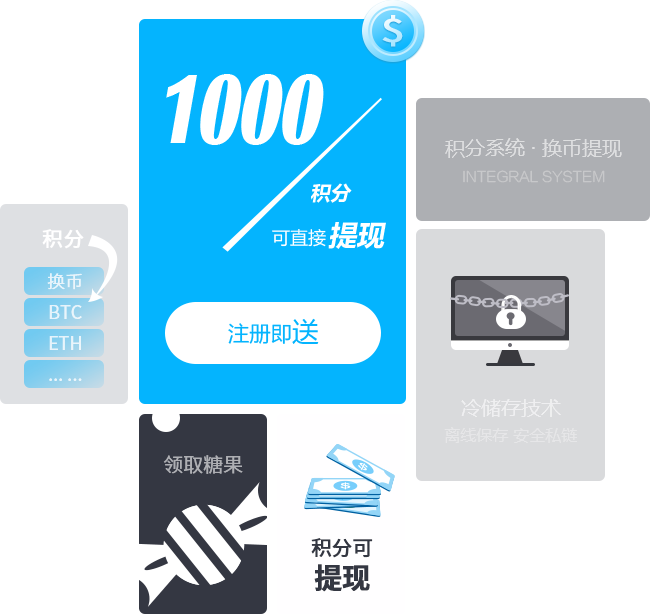 $
1000
积分
可直接 提现
注册即送
积分系统 · 换币提现
INTEGRAL SYSTEM
积分
换币
BTC
ETH
... ...
冷储存技术
离线保存 安全私链
领取糖果
$
$
积分可
提现